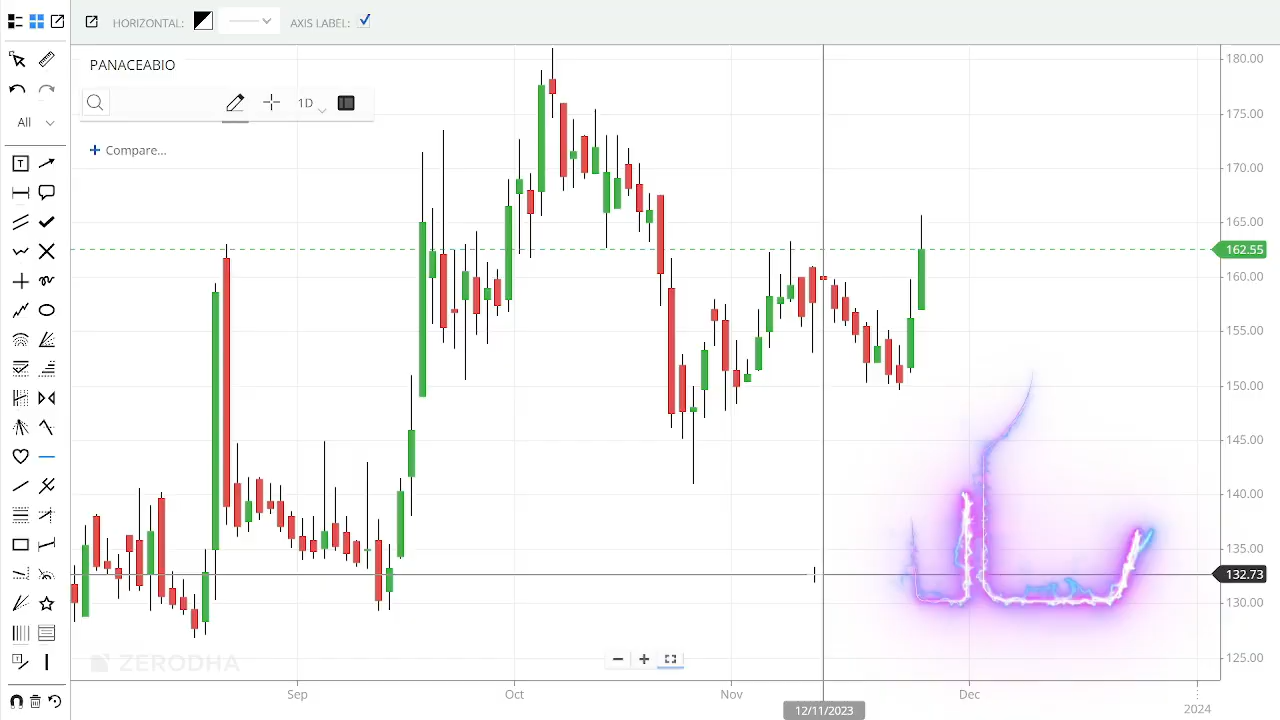 HORIZONTAL:
AXIS LABEL:
PANACEABIO
1D
All
+ Compare...
180.00
175.00
170.00
165.00
162.55
160.00
155.00
150.00
145.00
140.00
135.00
132.73
130.00
125.00
ZERODHA
Sep
Oct
Nov
Dec
12/11/2023
2024